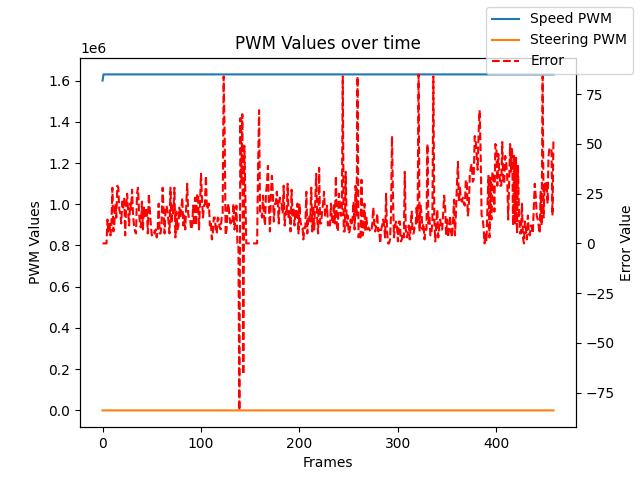 PWM Values over time
Speed PWM
Steering PWM
Error
1e6
1.6
1.4
1.2
1.0
0.8
0.6
0.4
0.2
0.0
PWM Values
75
50
25
0
−25
−50
−75
Error Value
0
100
200
300
400
Frames